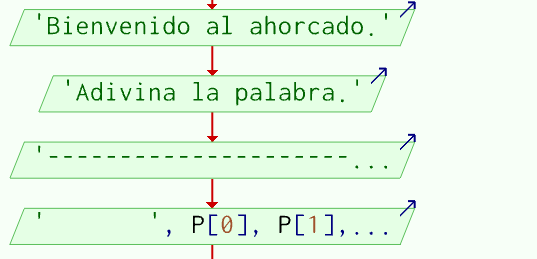 'Bienvenido al ahorcado.'
'Adivina la palabra.'
'---------------------...
'       ', P[0], P[1],...